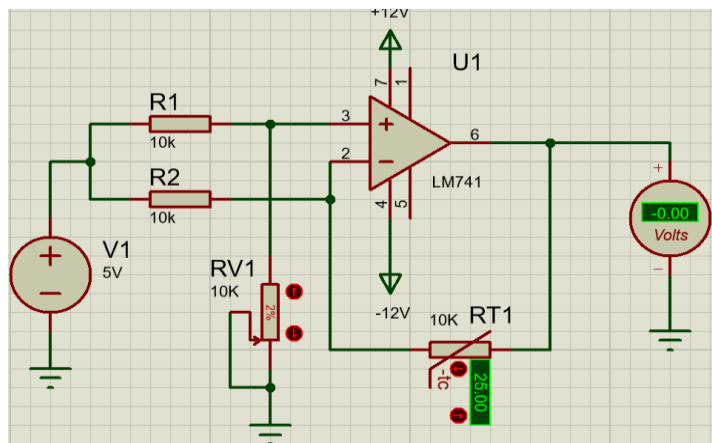 +12V
U1
7
1
R1
10k
3
+
6
2
−
R2
10k
LM741
4
5
+
-0.00
Volts
−
V1
5V
+
−
RV1
10K
2%
-12V
10K
RT1
-tc
25.00